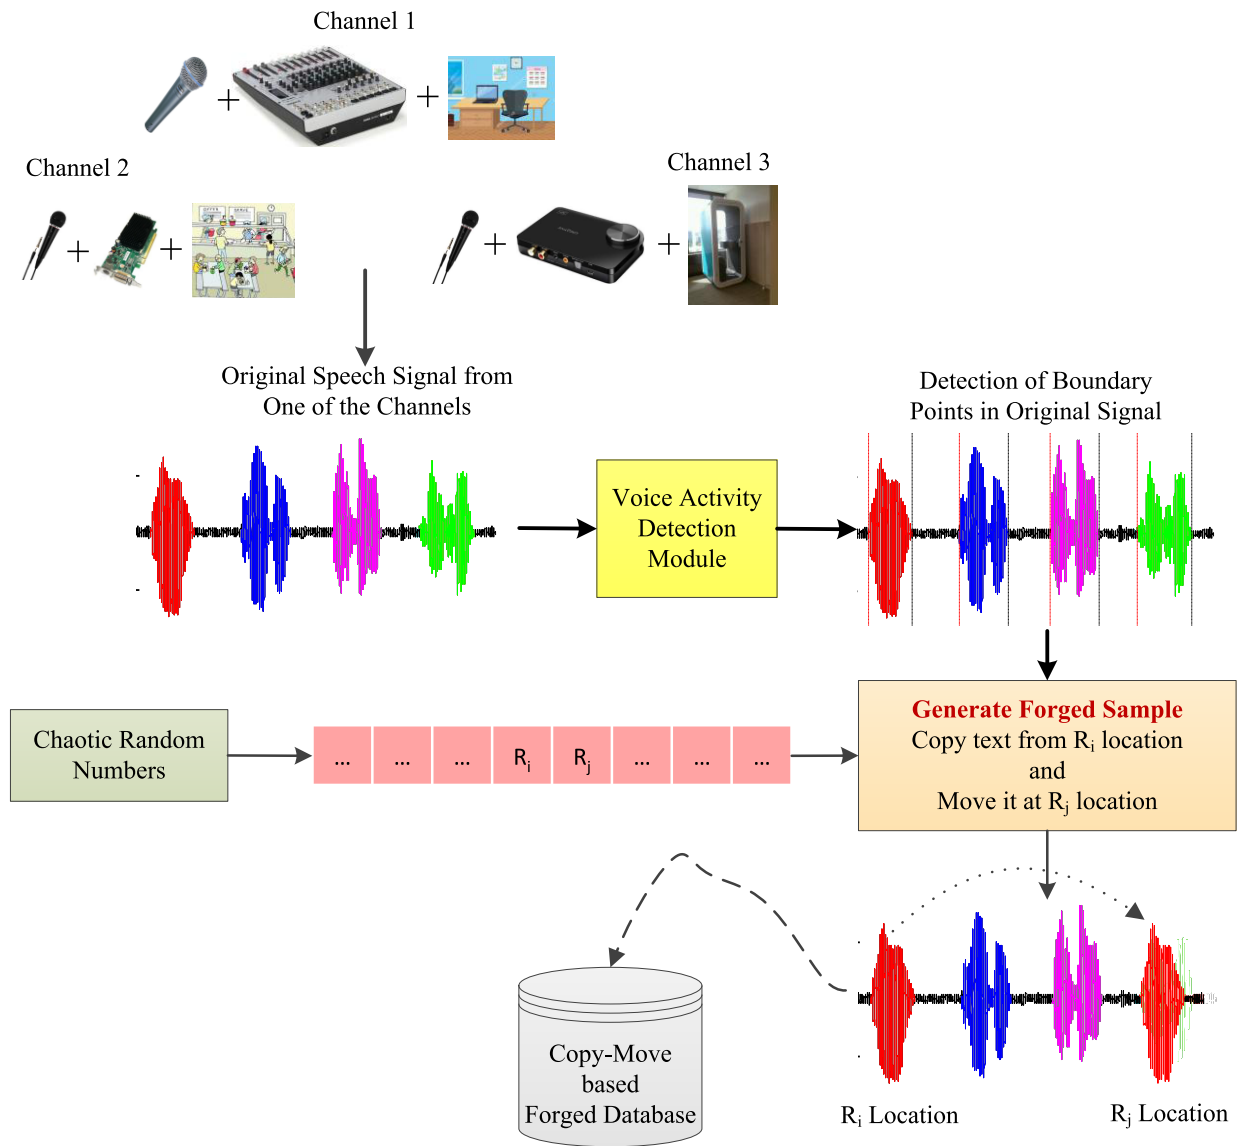 Channel 1
Channel 2
Channel 3
Original Speech Signal from
One of the Channels
Detection of Boundary
Points in Original Signal
Voice Activity
Detection
Module
Chaotic Random
Numbers
... ... ... Ri Rj ... ... ...
Generate Forged Sample
Copy text from Ri location
and
Move it at Rj location
Copy-Move
based
Forged Database
Ri Location
Rj Location